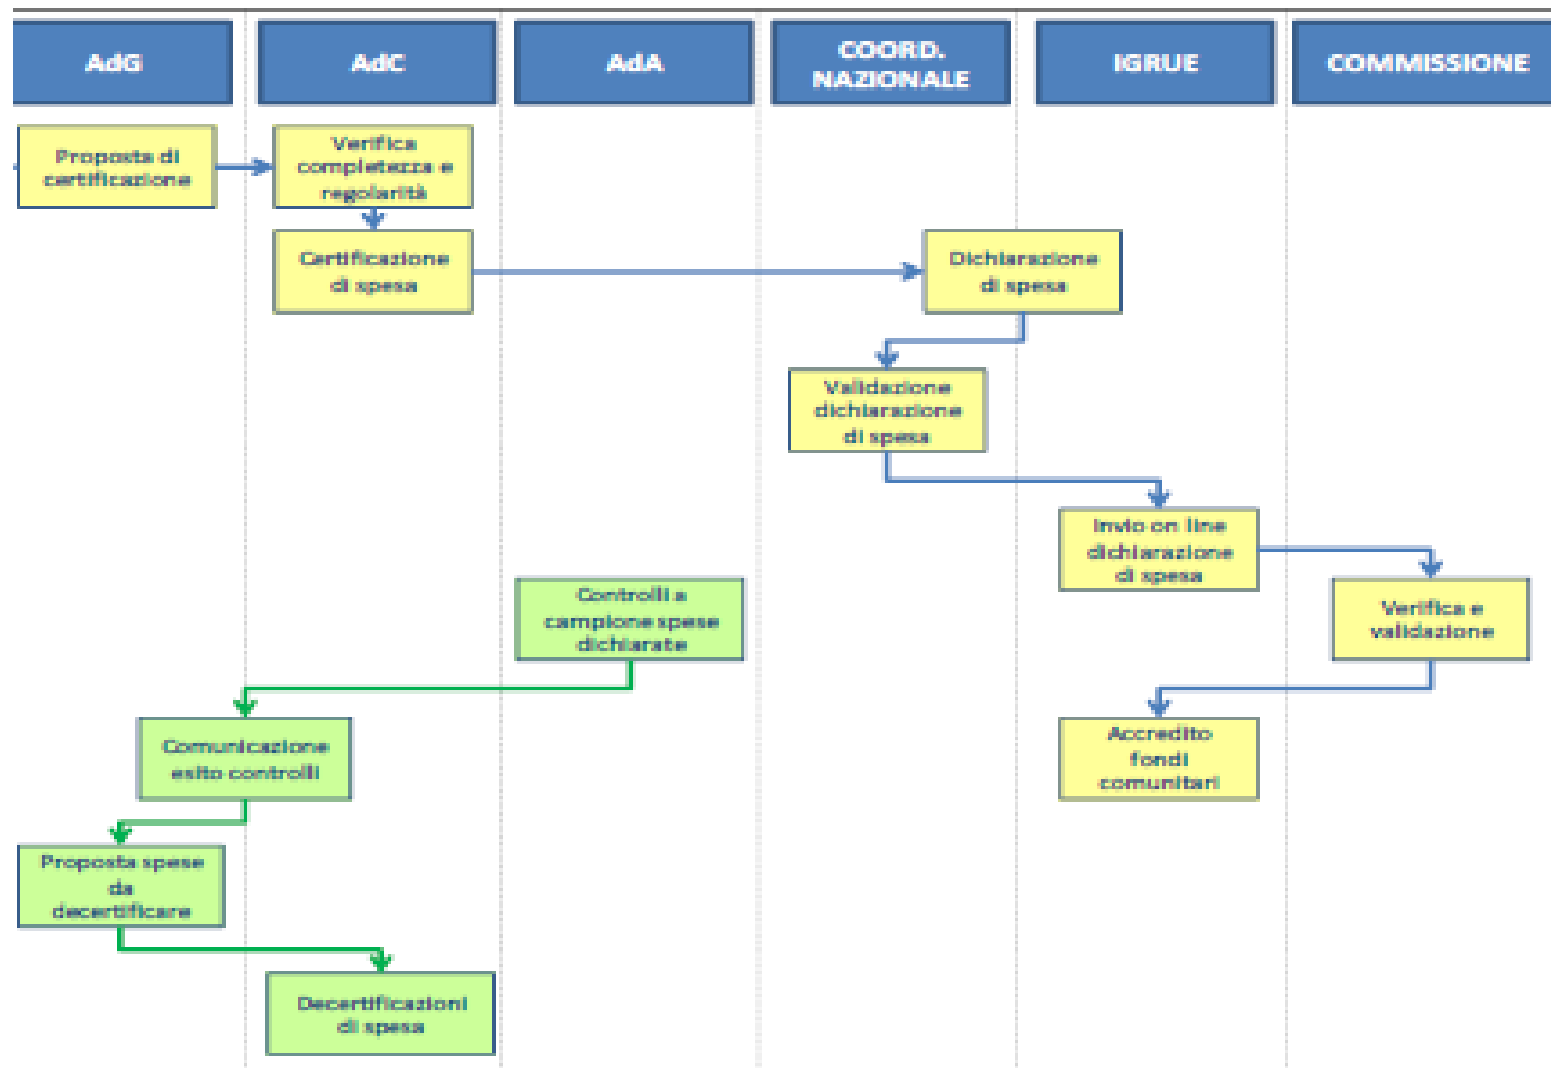 AdG
AdC
AdA
COORD.
NAZIONALE
IGRUE
COMMISSIONE
Proposta di
certificazione
Verifica
completezza e
regolarità
Certificazione
di spesa
Dichiarazione
di spesa
Validazione
dichiarazione
di spesa
Invio on line
dichiarazione
di spesa
Controlli a
campione spese
dichiarate
Verifica e
validazione
Comunicazione
esito controlli
Accredito
fondi
comunitari
Proposta spese
da
decertificare
Decertificazioni
di spesa